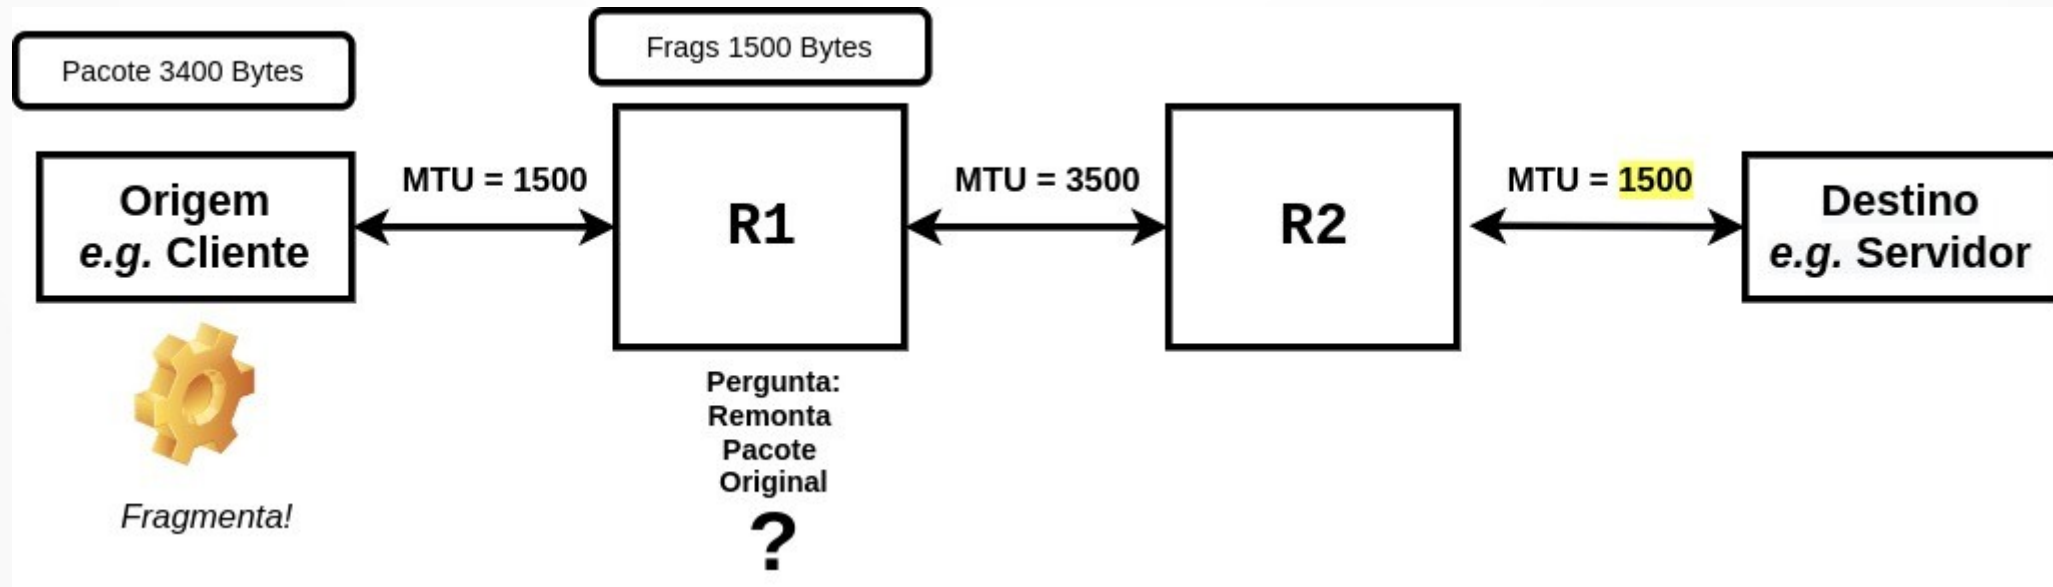 Pacote 3400 Bytes
Frags 1500 Bytes
Origem
e.g. Cliente
MTU = 1500
R1
MTU = 3500
R2
MTU = 1500
Destino
e.g. Servidor
Fragmenta!
Pergunta:
Remonta
Pacote
Original
?